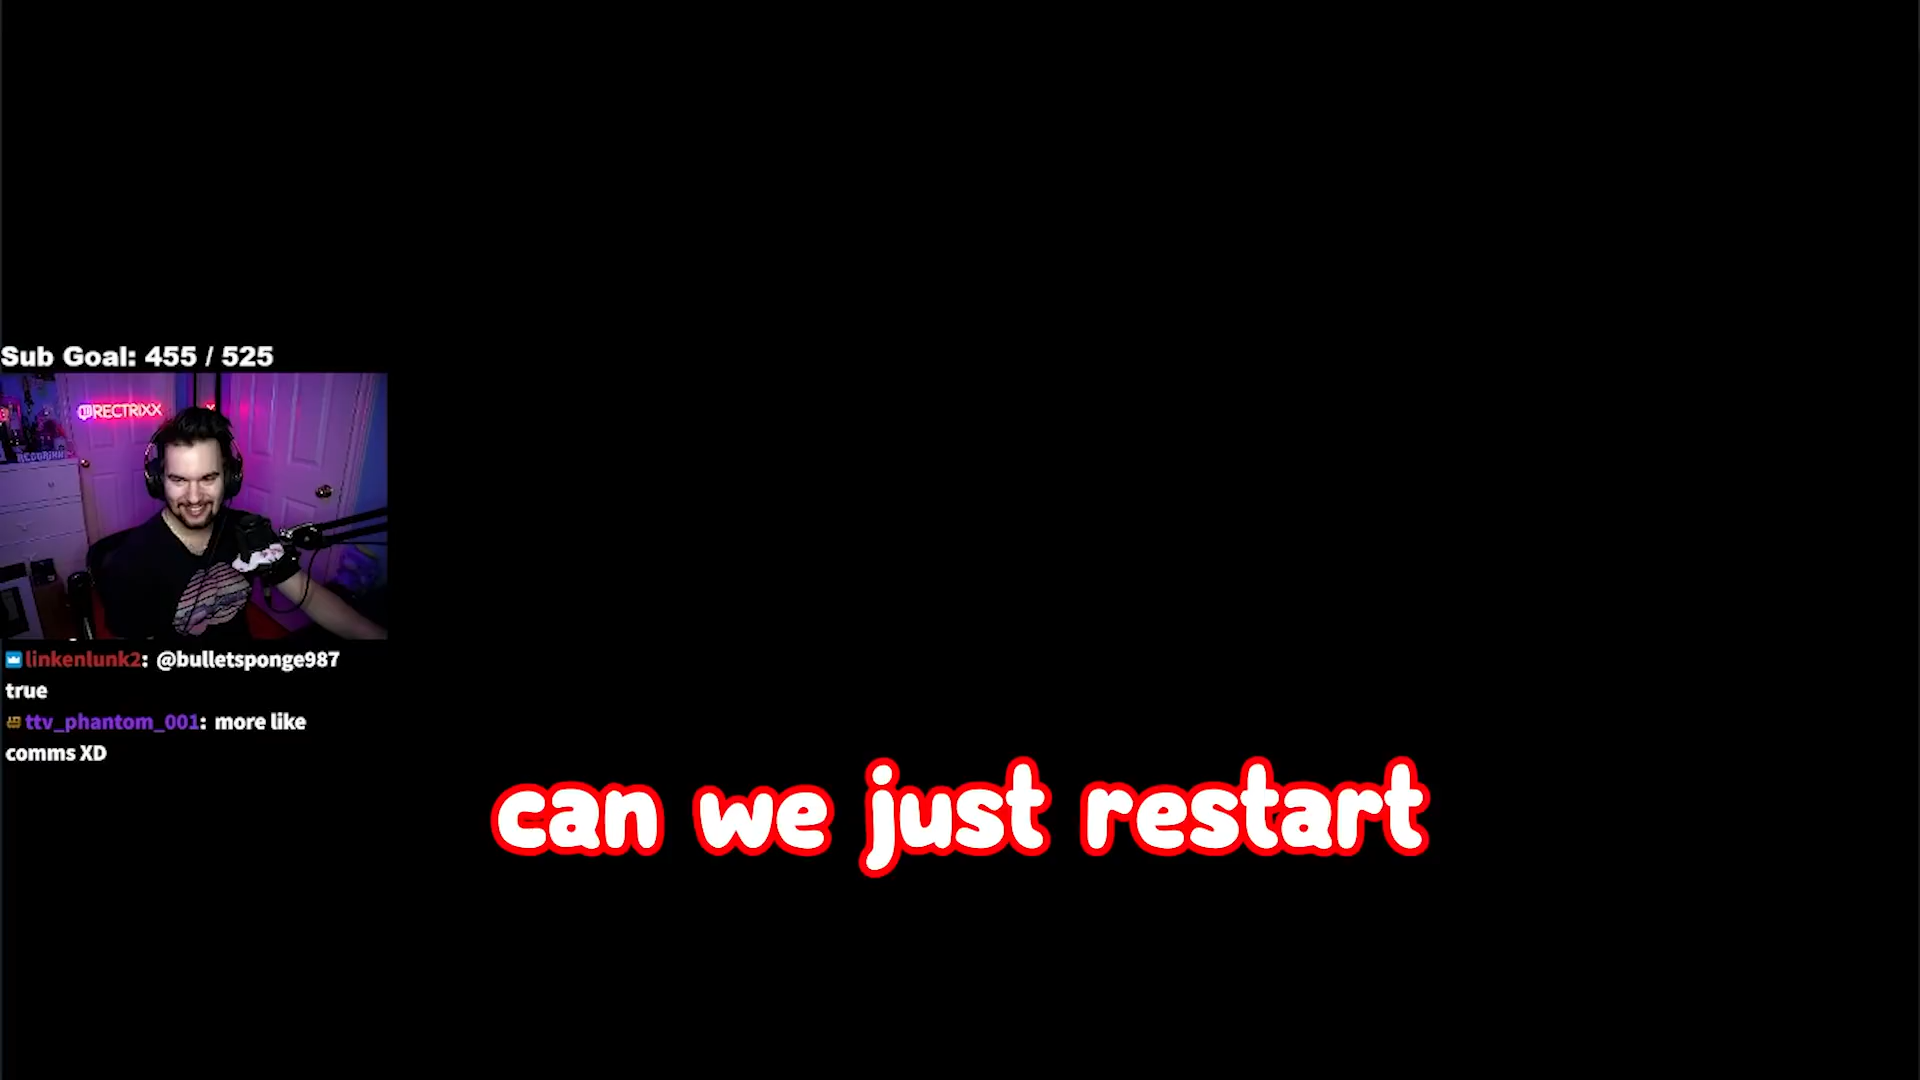 Sub Goal: 455 / 525
RECTRIXX
linkenlunk2: @bulletsponge987
true
ttv_phantom_001: more like
comms XD
can we just restart